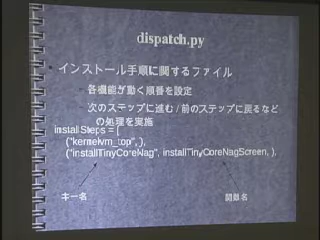 dispatch.py
インストール手順に関するファイル
各機能が動く順番を設定
次のステップに進む / 前のステップに戻るなど
の処理を実施
installSteps = [
("kernelvm_top", ),
("installTinyCoreNag", installTinyCoreNagScreen, ),
キー名
関数名